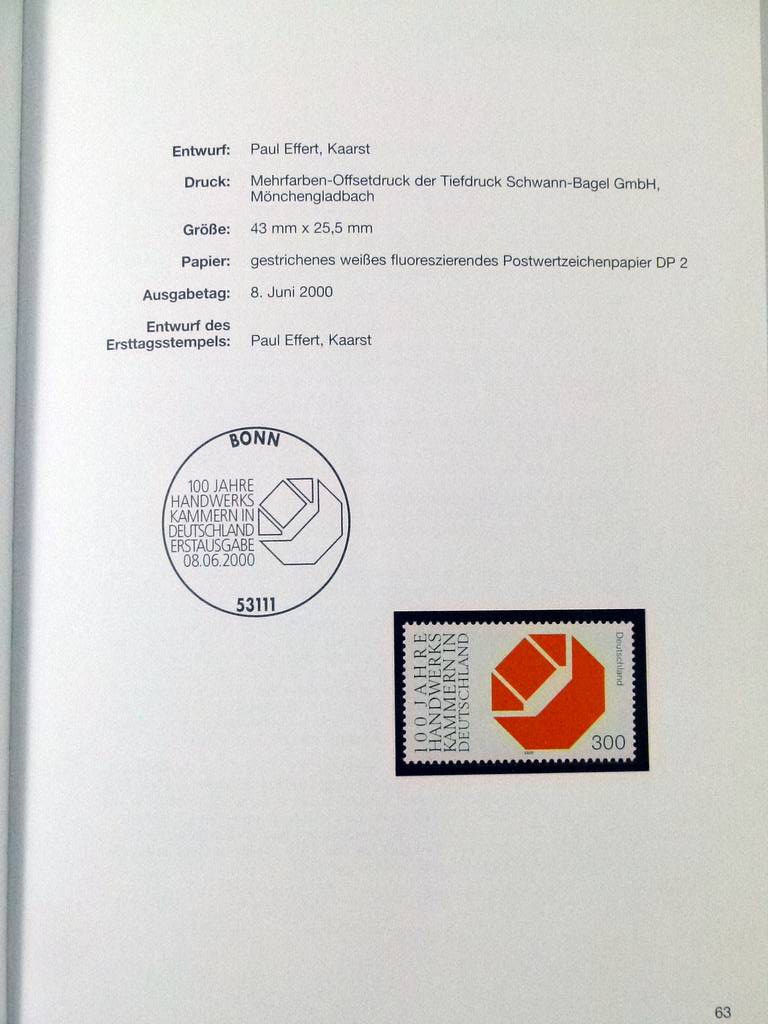 Entwurf: Paul Effert, Kaarst
Druck: Mehrfarben-Offsetdruck der Tiefdruck Schwann-Bagel GmbH,
Mönchengladbach
Größe: 43 mm x 25,5 mm
Papier: gestrichenes weißes fluoreszierendes Postwertzeichenpapier DP 2
Ausgabetag: 8. Juni 2000
Entwurf des
Ersttagsstempels: Paul Effert, Kaarst
BONN
100 JAHRE
HANDWERKS
KAMMERN IN
DEUTSCHLAND
ERSTAUSGABE
08.06.2000
53111
100 JAHRE
HANDWERKS
KAMMERN IN
DEUTSCHLAND
Deutschland
300
63